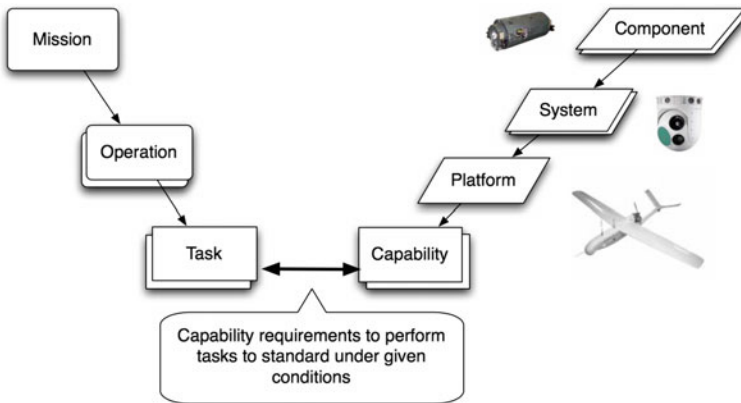 Mission
Component
System
Operation
Platform
Task
Capability
Capability requirements to perform
tasks to standard under given
conditions